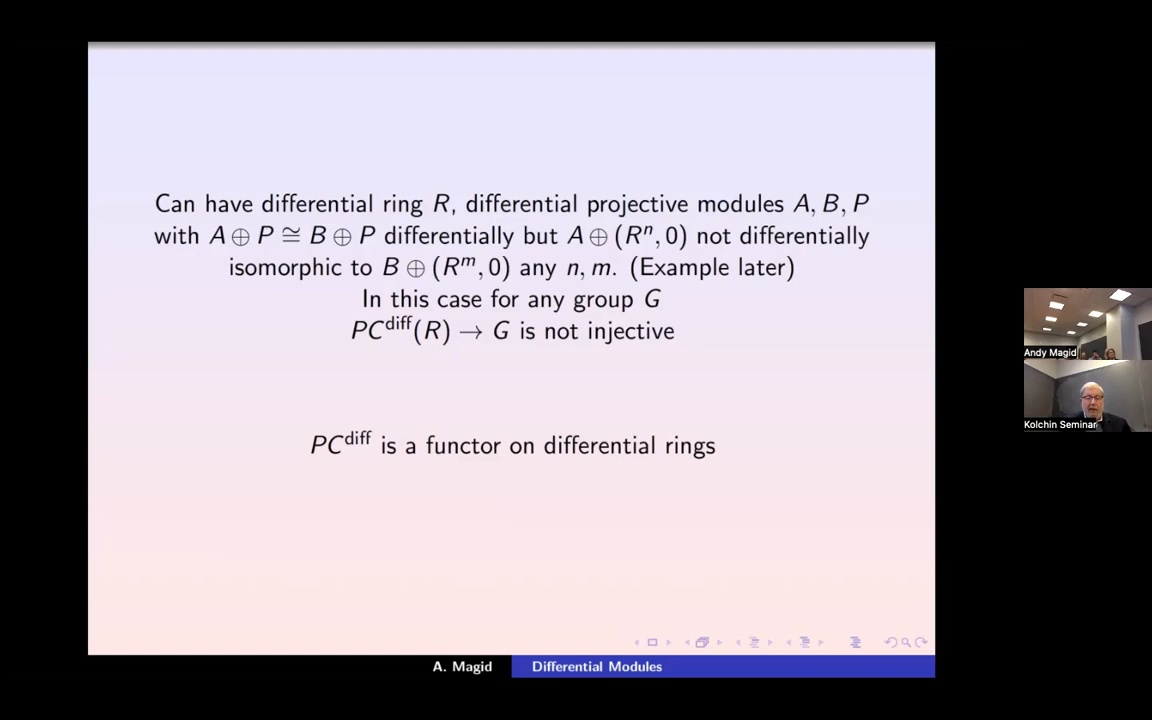 Can have differential ring R, differential projective modules A, B, P
with A ⊕ P ≅ B ⊕ P differentially but A ⊕ (Rⁿ, 0) not differentially
isomorphic to B ⊕ (Rᵐ, 0) any n, m. (Example later)
In this case for any group G
PC^diff(R) → G is not injective
PC^diff is a functor on differential rings
A. Magid
Differential Modules
Andy Magid
Kolchin Seminar